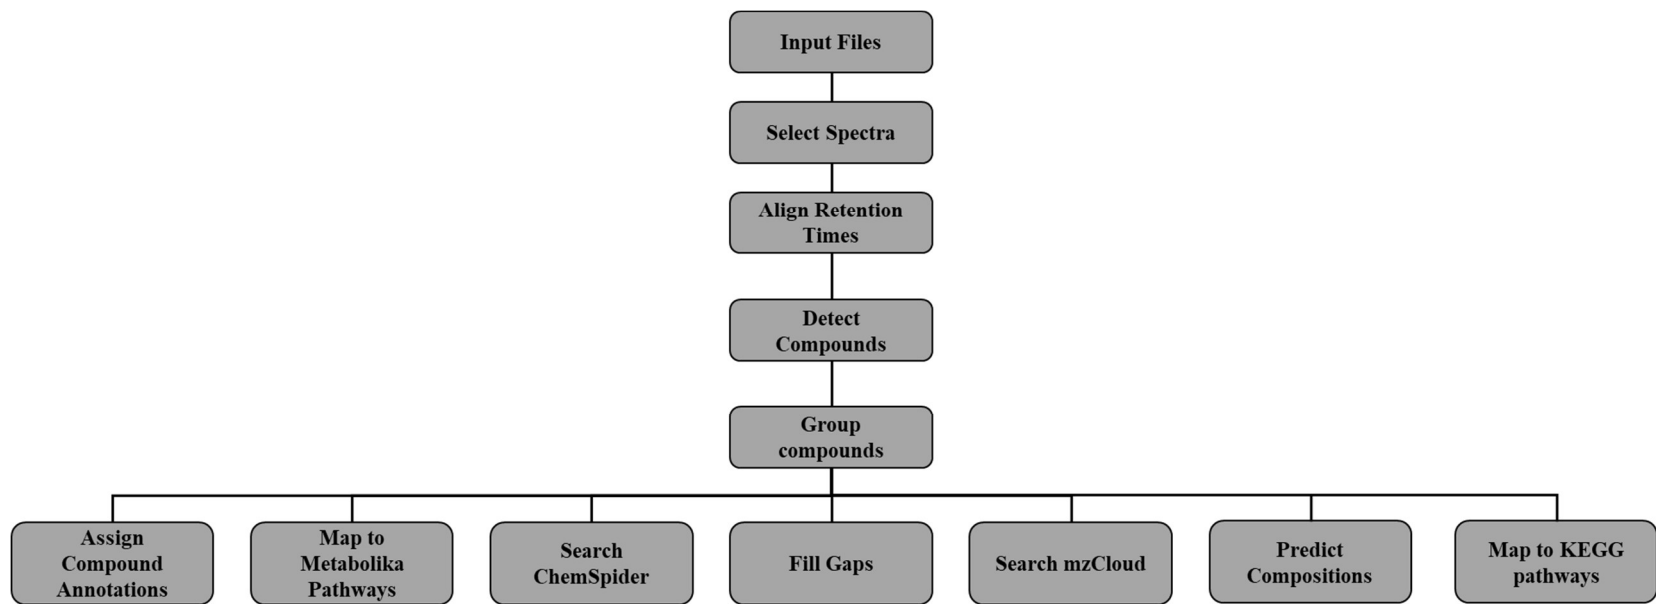 Input Files
Select Spectra
Align Retention
Times
Detect
Compounds
Group
compounds
Assign
Compound
Annotations
Map to
Metabolika
Pathways
Search
ChemSpider
Fill Gaps
Search mzCloud
Predict
Compositions
Map to KEGG
pathways